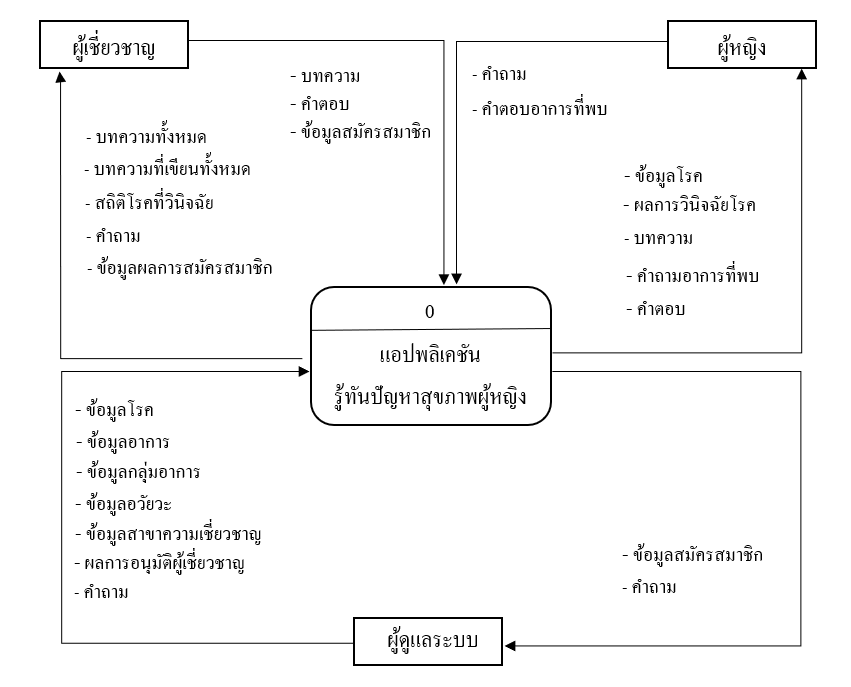 ผู้เชี่ยวชาญ
ผู้หญิง
- บทความ
- คำตอบ
- ข้อมูลสมัครสมาชิก
- คำถาม
- คำตอบอาการที่พบ
- บทความทั้งหมด
- บทความที่เขียนทั้งหมด
- สถิติโรคที่วินิจฉัย
- คำถาม
- ข้อมูลผลการสมัครสมาชิก
- ข้อมูลโรค
- ผลการวินิจฉัยโรค
- บทความ
- คำถามอาการที่พบ
- คำตอบ
0
แอปพลิเคชัน
รู้ทันปัญหาสุขภาพผู้หญิง
- ข้อมูลโรค
- ข้อมูลอาการ
- ข้อมูลกลุ่มอาการ
- ข้อมูลอวัยวะ
- ข้อมูลสาขาความเชี่ยวชาญ
- ผลการอนุมัติผู้เชี่ยวชาญ
- คำถาม
- ข้อมูลสมัครสมาชิก
- คำถาม
ผู้ดูแลระบบ